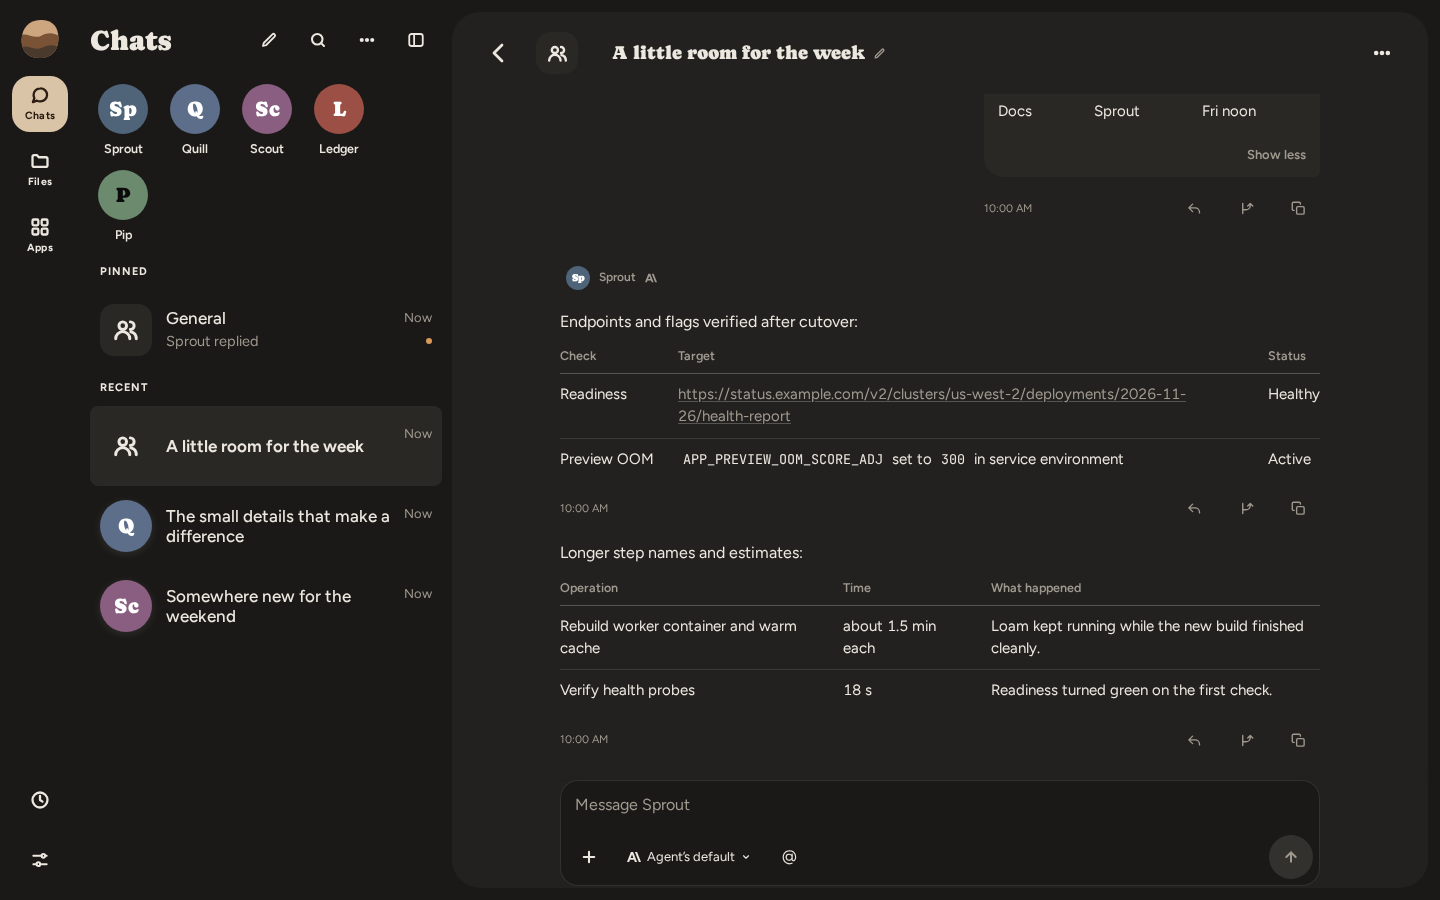 Chats
Chats
Files
Apps
Sp
Sprout
Q
Quill
Sc
Scout
L
Ledger
P
Pip
PINNED
General
Now
Sprout replied
RECENT
A little room for the week
Now
Q
The small details that make a
difference
Now
Sc
Somewhere new for the
weekend
Now
A little room for the week
Docs Sprout Fri noon
Show less
10:00 AM
Sp Sprout
Endpoints and flags verified after cutover:
Check Target Status
Readiness https://status.example.com/v2/clusters/us-west-2/deployments/2026-11- Healthy
26/health-report
Preview OOM APP_PREVIEW_OOM_SCORE_ADJ set to 300 in service environment Active
10:00 AM
Longer step names and estimates:
Operation Time What happened
Rebuild worker container and warm about 1.5 min Loam kept running while the new build finished
cache each cleanly.
Verify health probes 18 s Readiness turned green on the first check.
10:00 AM
Message Sprout
Agent's default @